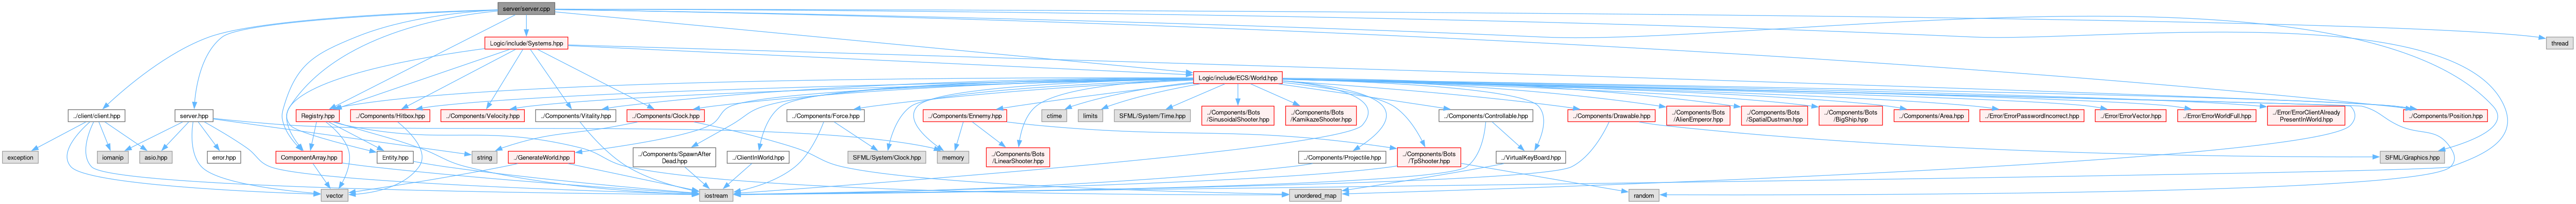 server/server.cpp
Logic/include/Systems.hpp
thread
Logic/include/ECS/World.hpp
../client/client.hpp
server.hpp
Registry.hpp
../Components/Hitbox.hpp
../Components/Velocity.hpp
../Components/Vitality.hpp
../Components/Clock.hpp
../Components/Force.hpp
../Components/Ennemy.hpp
ctime
limits
SFML/System/Time.hpp
../Components/Bots
/SinusoidalShooter.hpp
../Components/Bots
/KamikazeShooter.hpp
../Components/Controllable.hpp
../Components/Drawable.hpp
../Components/Bots
/AlienEmperor.hpp
../Components/Bots
/SpatialDustman.hpp
../Components/Bots
/BigShip.hpp
../Components/Area.hpp
../Error/ErrorPasswordIncorrect.hpp
../Error/ErrorVector.hpp
../Error/ErrorWorldFull.hpp
../Error/ErrorClientAlready
PresentInWorld.hpp
../Components/Position.hpp
exception
iomanip
asio.hpp
error.hpp
ComponentArray.hpp
Entity.hpp
string
../GenerateWorld.hpp
../Components/SpawnAfter
Dead.hpp
../ClientInWorld.hpp
SFML/System/Clock.hpp
memory
../Components/Bots
/LinearShooter.hpp
../Components/Projectile.hpp
../Components/Bots
/TpShooter.hpp
../VirtualKeyBoard.hpp
SFML/Graphics.hpp
vector
iostream
unordered_map
random